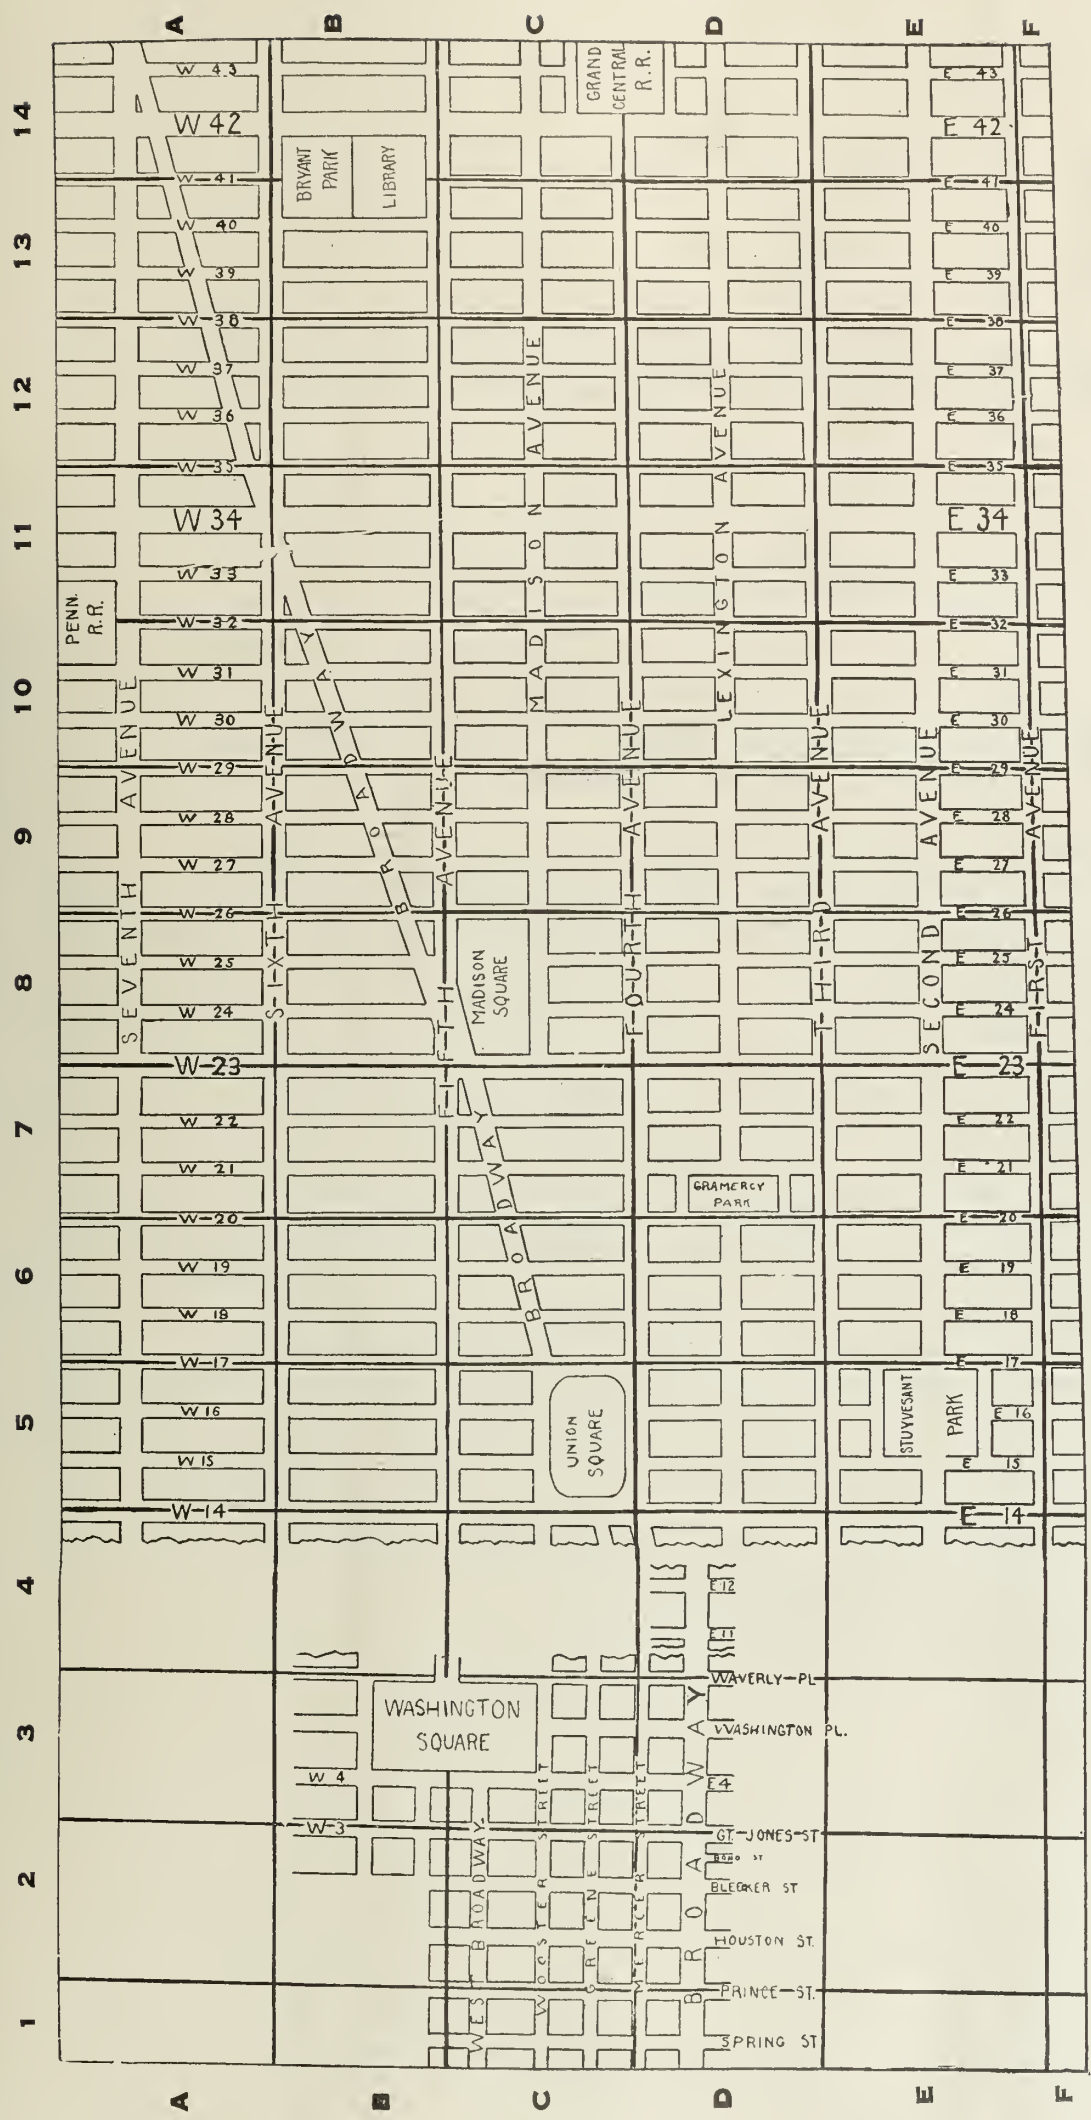 A B C D E F
14
13
12
11
10
9
8
7
6
5
4
3
2
1
W 43
GRAND
CENTRAL
R.R.
E 43
W 42
E 42
BRYANT
PARK
LIBRARY
W 41
E 41
W 40
E 40
W 39
E 39
W 38
E 38
W 37
E 37
W 36
E 36
W 35
E 35
W 34
E 34
W 33
E 33
PENN.
R.R.
W 32
E 32
W 31
E 31
W 30
E 30
W 29
E 29
W 28
E 28
W 27
E 27
W 26
E 26
W 25
E 25
W 24
E 24
W 23
E 23
SEVENTH AVENUE
SIXTH AVENUE
BROADWAY
FIFTH AVENUE
MADISON AVENUE
FOURTH AVENUE
LEXINGTON AVENUE
THIRD AVENUE
SECOND AVENUE
FIRST AVENUE
MADISON
SQUARE
W 22
E 22
W 21
E 21
GRAMERCY
PARK
W 20
E 20
W 19
E 19
W 18
E 18
BROADWAY
W 17
E 17
W 16
E 16
W 15
E 15
UNION
SQUARE
STUYVESANT
PARK
W 14
E 14
E 12
E 11
WAVERLY PL
WASHINGTON
SQUARE
WASHINGTON PL.
W 4
E 4
W 3
GT. JONES ST
BOND ST
BLEEKER ST
HOUSTON ST.
PRINCE ST.
SPRING ST
WEST BROADWAY
WOOSTER STREET
GREENE STREET
MERCER STREET
BROADWAY
A B C D E F